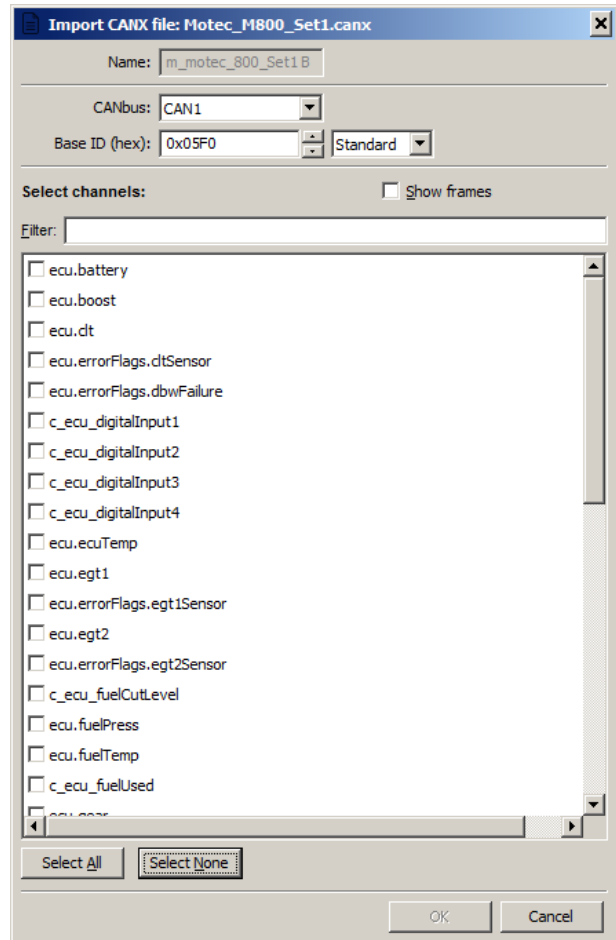 Import CANX file: Motec_M800_Set1.canx
Name: m_motec_800_Set1 B
CANbus: CAN1
Base ID (hex): 0x05F0 Standard
Select channels: Show frames
Filter:
ecu.battery
ecu.boost
ecu.clt
ecu.errorFlags.cltSensor
ecu.errorFlags.dbwFailure
c_ecu_digitalInput1
c_ecu_digitalInput2
c_ecu_digitalInput3
c_ecu_digitalInput4
ecu.ecuTemp
ecu.egt1
ecu.errorFlags.egt1Sensor
ecu.egt2
ecu.errorFlags.egt2Sensor
c_ecu_fuelCutLevel
ecu.fuelPress
ecu.fuelTemp
c_ecu_fuelUsed
ecu.gear
Select All Select None
OK Cancel